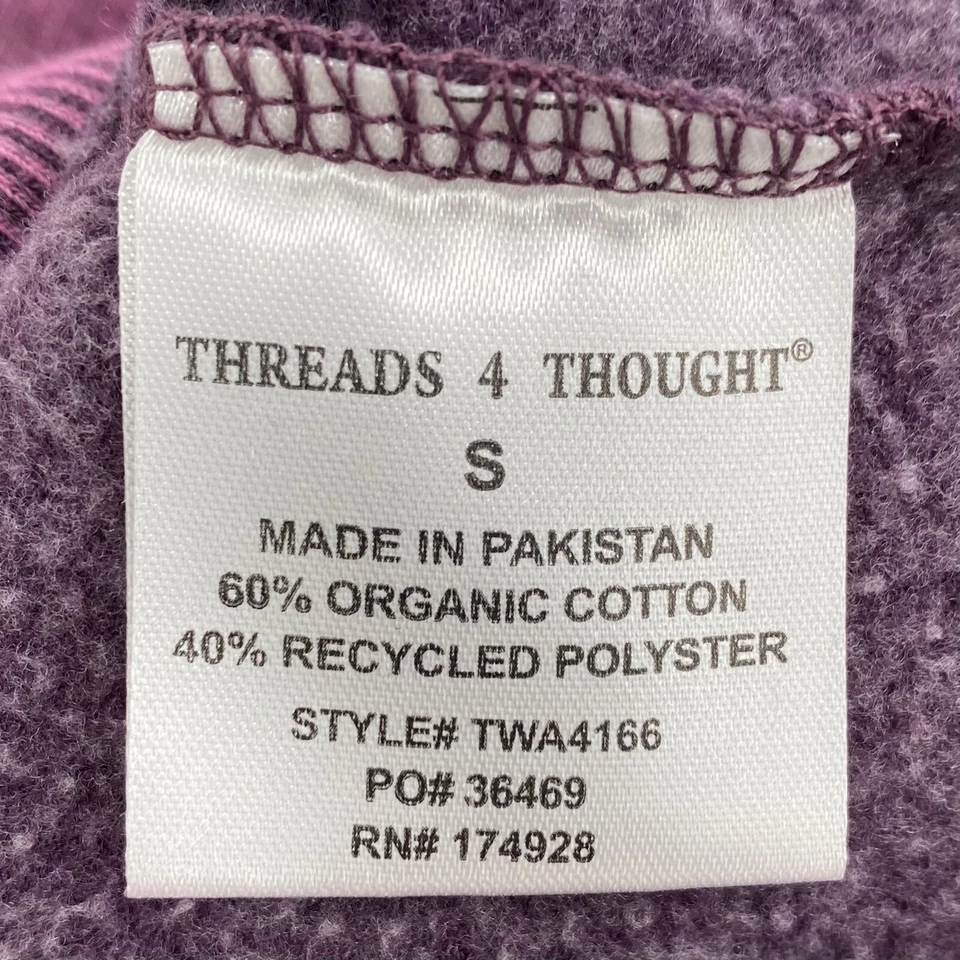 THREADS 4 THOUGHT®
S
MADE IN PAKISTAN
60% ORGANIC COTTON
40% RECYCLED POLYSTER
STYLE# TWA4166
PO# 36469
RN# 174928